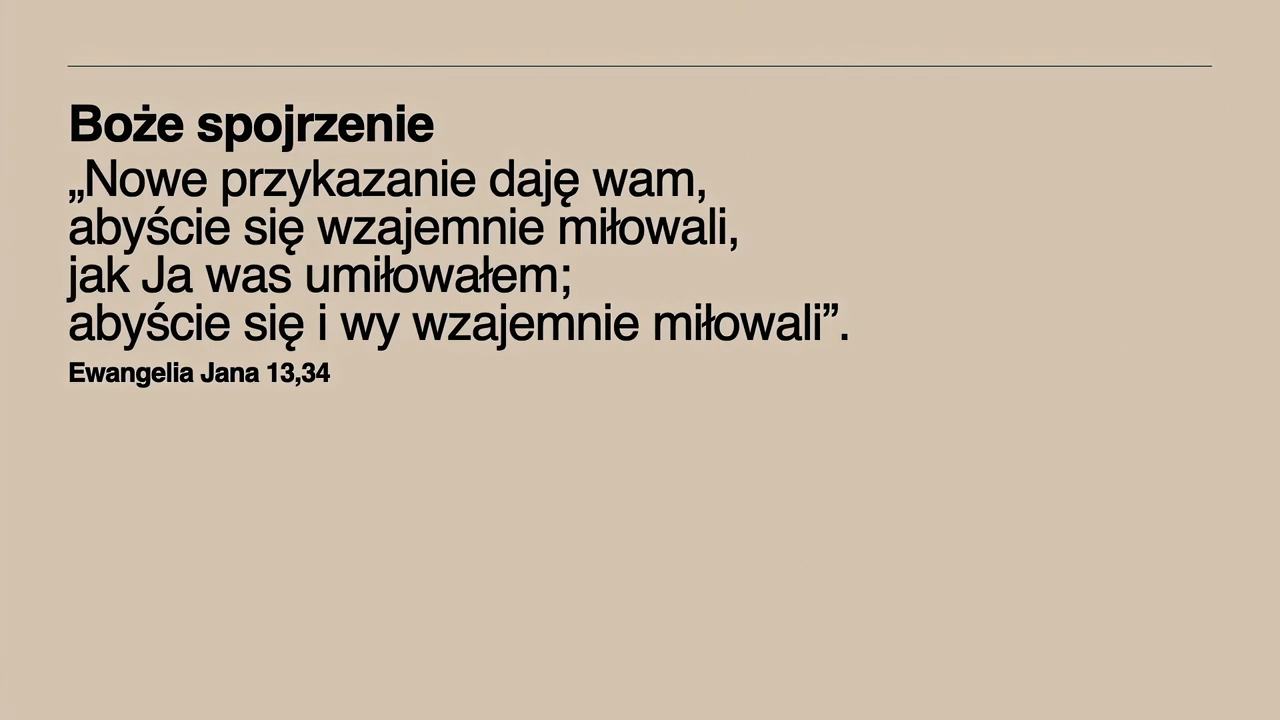 Boże spojrzenie
„Nowe przykazanie daję wam,
abyście się wzajemnie miłowali,
jak Ja was umiłowałem;
abyście się i wy wzajemnie miłowali”.
Ewangelia Jana 13,34